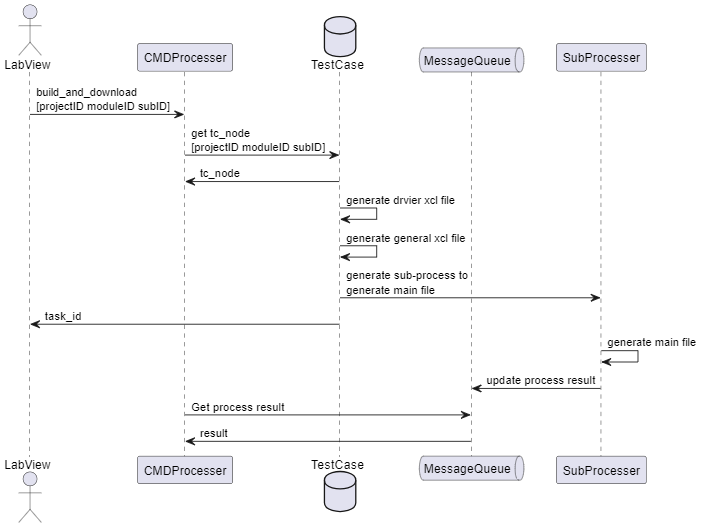 LabView
CMDProcesser
TestCase
MessageQueue
SubProcesser
build_and_download
[projectID moduleID subID]
get tc_node
[projectID moduleID subID]
tc_node
generate drvier xcl file
generate general xcl file
generate sub-process to
generate main file
task_id
generate main file
update process result
Get process result
result
LabView
CMDProcesser
TestCase
MessageQueue
SubProcesser